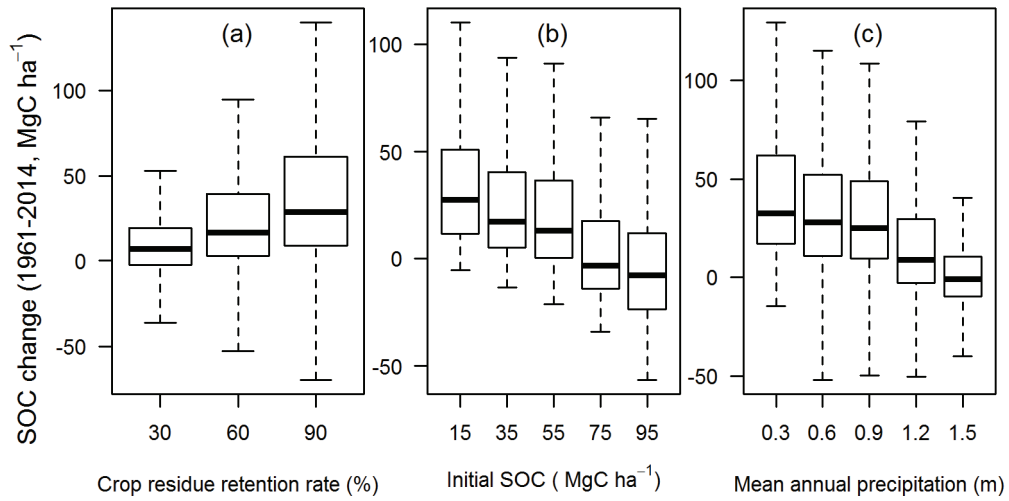 SOC change (1961-2014, MgC ha⁻¹)
(a)
100
50
0
-50
30 60 90
Crop residue retention rate (%)
(b)
100
50
0
-50
15 35 55 75 95
Initial SOC ( MgC ha⁻¹)
(c)
100
50
0
-50
0.3 0.6 0.9 1.2 1.5
Mean annual precipitation (m)